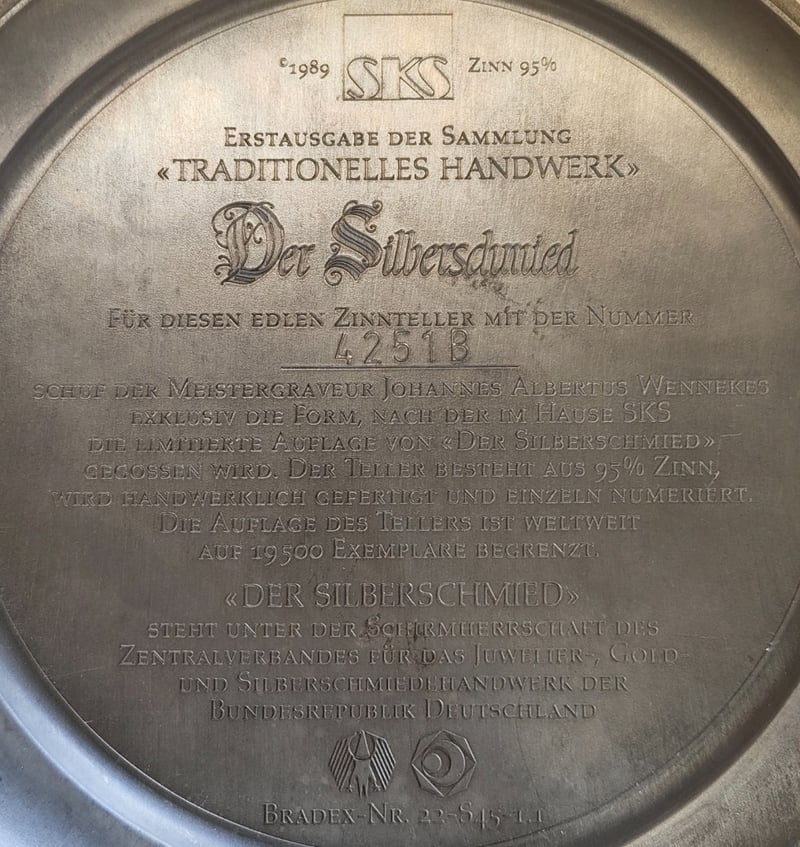 ©1989 SKS ZINN 95%
ERSTAUSGABE DER SAMMLUNG
«TRADITIONELLES HANDWERK»
Der Silberschmied
FÜR DIESEN EDLEN ZINNTELLER MIT DER NUMMER
4251B
SCHUF DER MEISTERGRAVEUR JOHANNES ALBERTUS WENNEKES
EXKLUSIV DIE FORM, NACH DER IM HAUSE SKS
DIE LIMITIERTE AUFLAGE VON «DER SILBERSCHMIED»
GEGOSSEN WIRD. DER TELLER BESTEHT AUS 95% ZINN,
WIRD HANDWERKLICH GEFERTIGT UND EINZELN NUMERIERT.
DIE AUFLAGE DES TELLERS IST WELTWEIT
AUF 19500 EXEMPLARE BEGRENZT.
«DER SILBERSCHMIED»
STEHT UNTER DER SCHIRMHERRSCHAFT DES
ZENTRALVERBANDES FÜR DAS JUWELIER-, GOLD-
UND SILBERSCHMIEDEHANDWERK DER
BUNDESREPUBLIK DEUTSCHLAND
BRADEX-NR. 22-S45-1.1